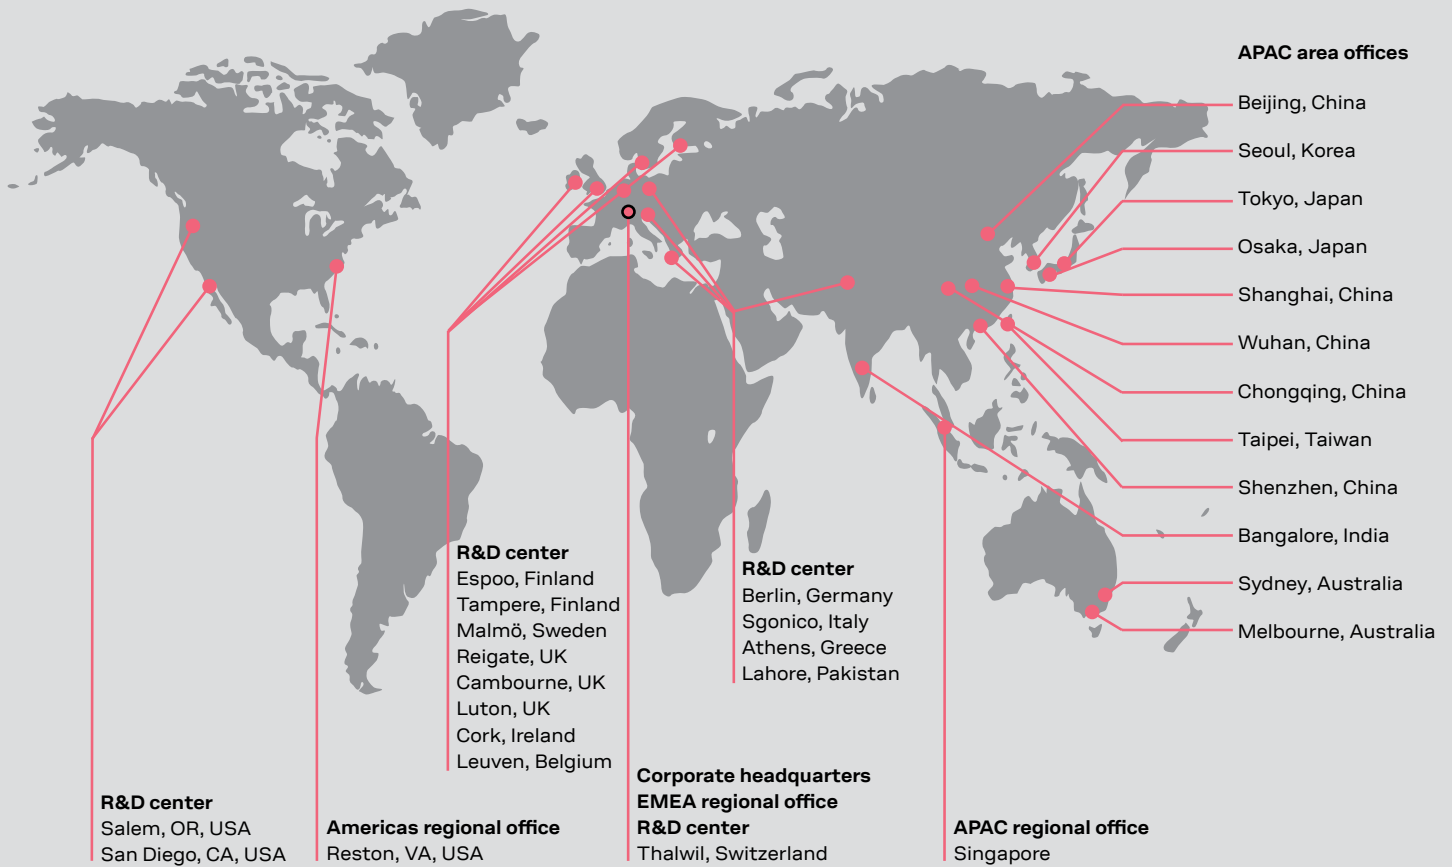 APAC area offices
Beijing, China
Seoul, Korea
Tokyo, Japan
Osaka, Japan
Shanghai, China
Wuhan, China
Chongqing, China
Taipei, Taiwan
Shenzhen, China
Bangalore, India
Sydney, Australia
Melbourne, Australia
R&D center
Espoo, Finland
Tampere, Finland
Malmö, Sweden
Reigate, UK
Cambourne, UK
Luton, UK
Cork, Ireland
Leuven, Belgium
R&D center
Berlin, Germany
Sgonico, Italy
Athens, Greece
Lahore, Pakistan
R&D center
Salem, OR, USA
San Diego, CA, USA
Americas regional office
Reston, VA, USA
Corporate headquarters
EMEA regional office
R&D center
Thalwil, Switzerland
APAC regional office
Singapore